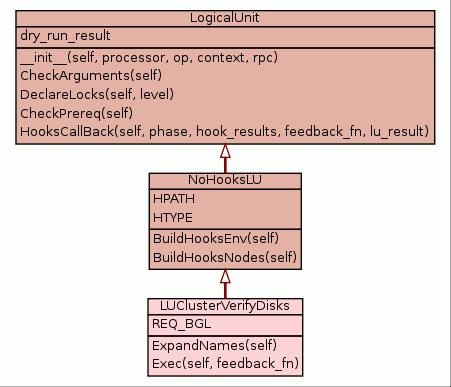 LogicalUnit
dry_run_result
__init__(self, processor, op, context, rpc)
CheckArguments(self)
DeclareLocks(self, level)
CheckPrereq(self)
HooksCallBack(self, phase, hook_results, feedback_fn, lu_result)
NoHooksLU
HPATH
HTYPE
BuildHooksEnv(self)
BuildHooksNodes(self)
LUClusterVerifyDisks
REQ_BGL
ExpandNames(self)
Exec(self, feedback_fn)